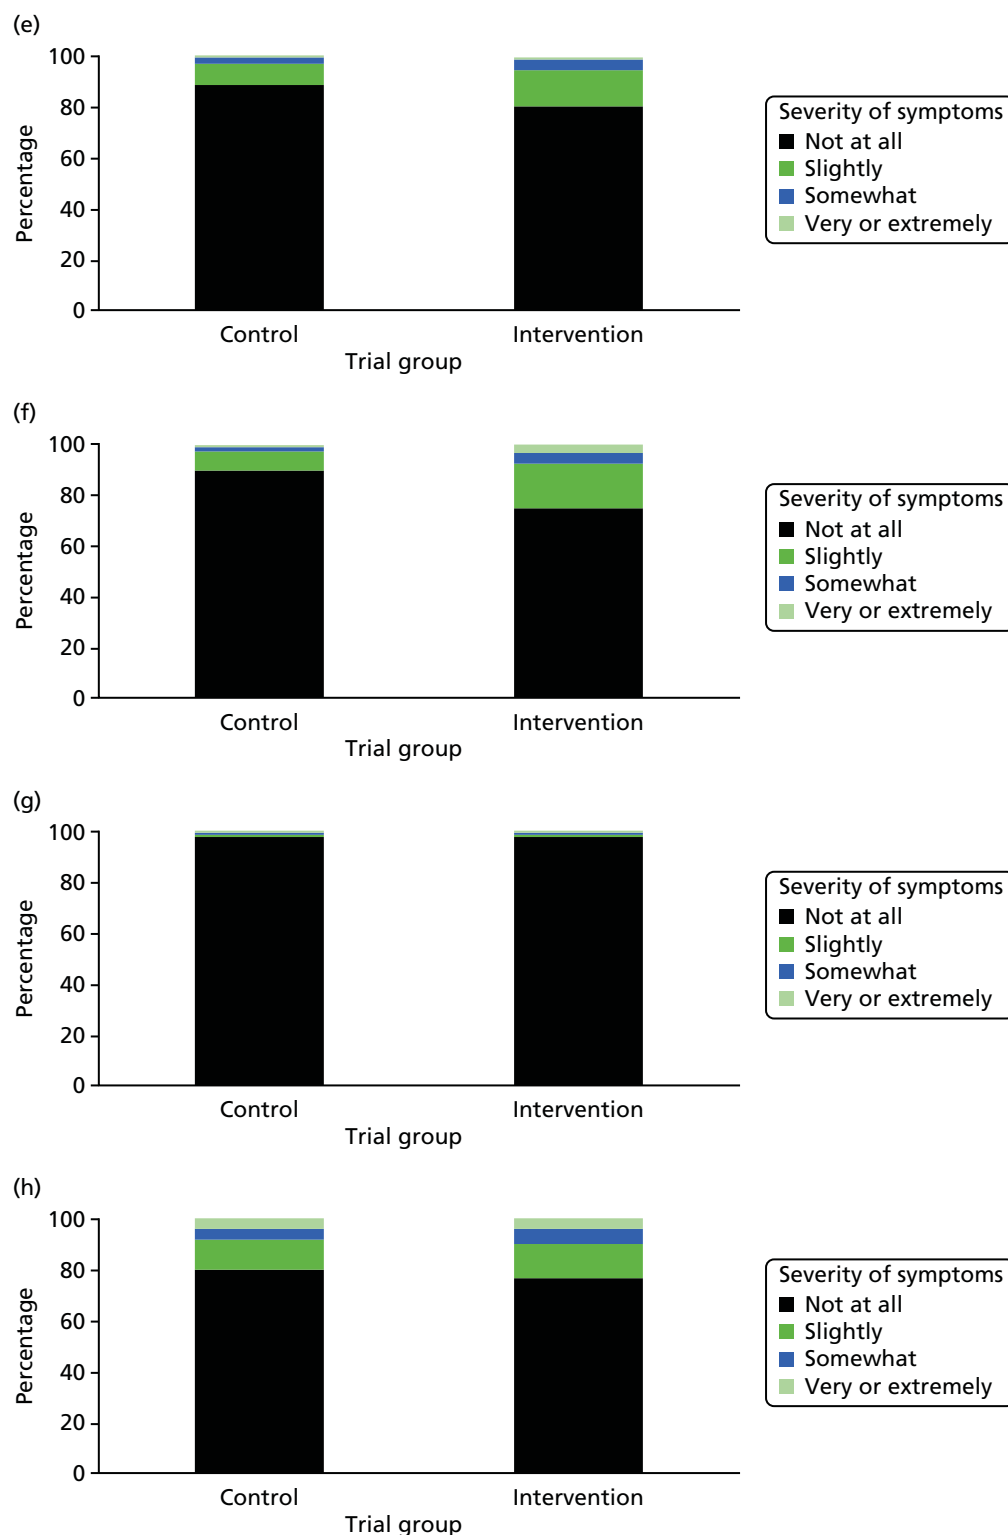 (e)
100
80
60
40
20
0
Percentage
Control
Intervention
Trial group
Severity of symptoms
Not at all
Slightly
Somewhat
Very or extremely
(f)
100
80
60
40
20
0
Percentage
Control
Intervention
Trial group
Severity of symptoms
Not at all
Slightly
Somewhat
Very or extremely
(g)
100
80
60
40
20
0
Percentage
Control
Intervention
Trial group
Severity of symptoms
Not at all
Slightly
Somewhat
Very or extremely
(h)
100
80
60
40
20
0
Percentage
Control
Intervention
Trial group
Severity of symptoms
Not at all
Slightly
Somewhat
Very or extremely